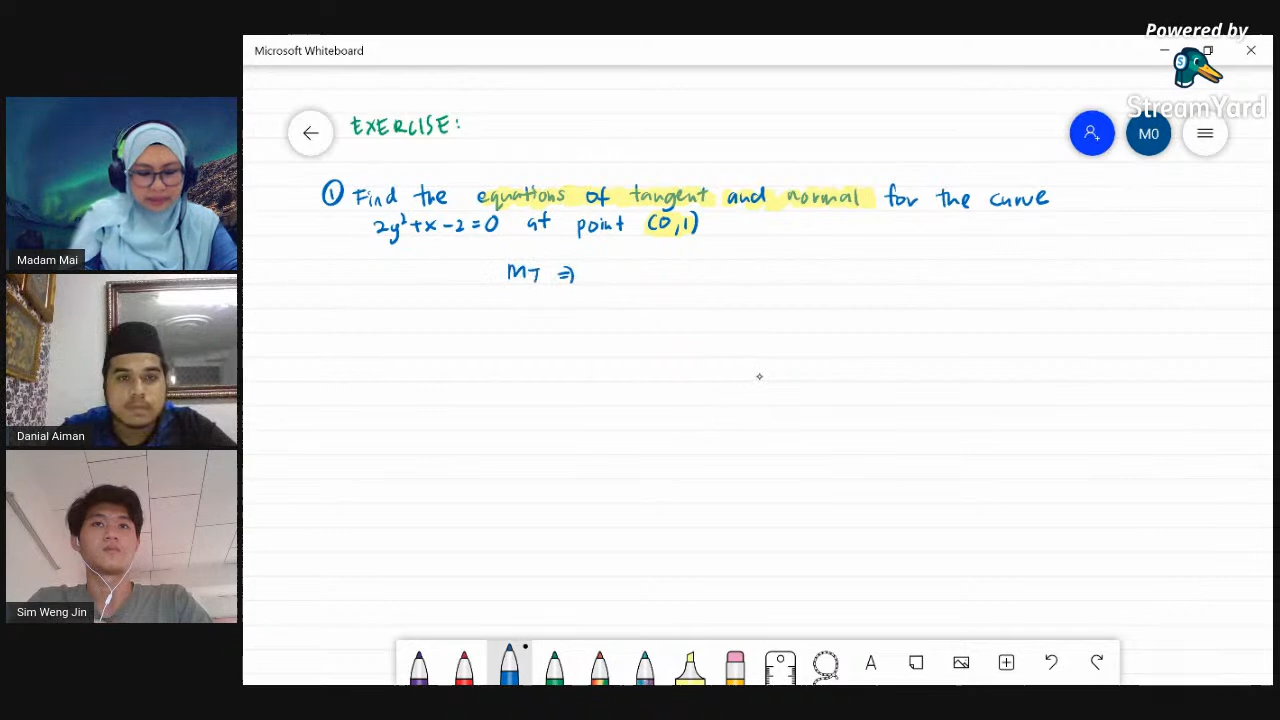 Powered by
Microsoft Whiteboard
StreamYard
EXERCISE:
M0
① Find the equations of tangent and normal for the curve
2y²+x-2=0 at point (0,1)
MT ⇒
Madam Mai
Danial Aiman
Sim Weng Jin
A